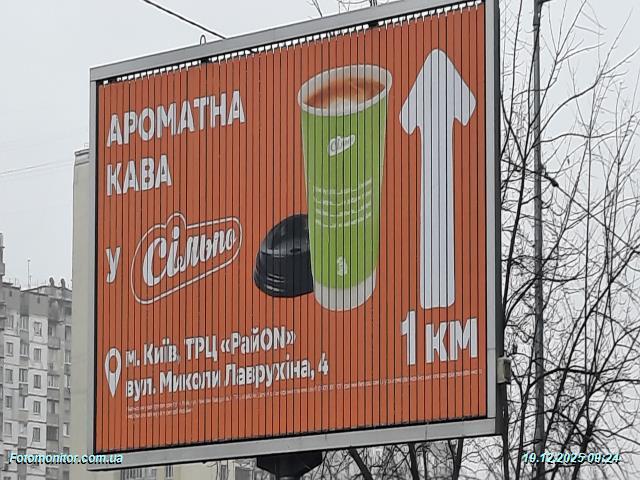 АРОМАТНА
КАВА
У Сільпо
Сільпо
1 КМ
м. Київ, ТРЦ «РайON»
вул. Миколи Лаврухіна, 4
Fotomonitor.com.ua
19.12.2025 09:24